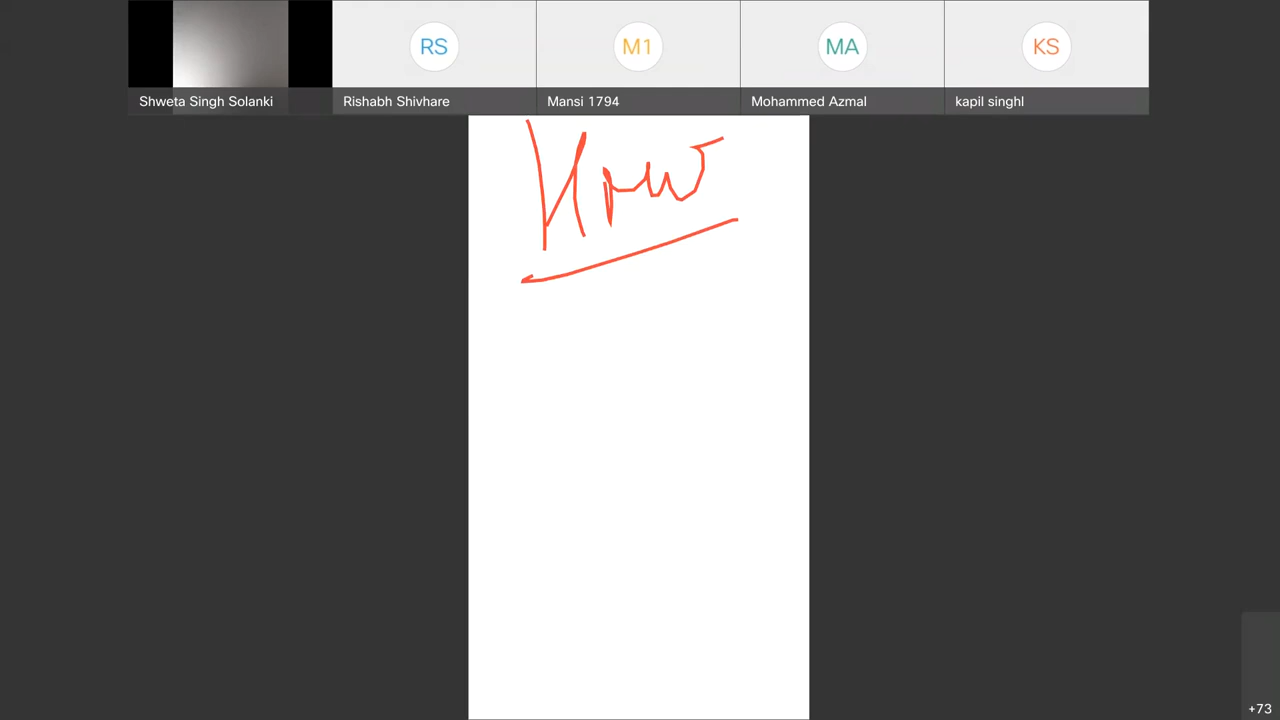 RS M1 MA KS
Shweta Singh Solanki Rishabh Shivhare Mansi 1794 Mohammed Azmal kapil singhl
+73